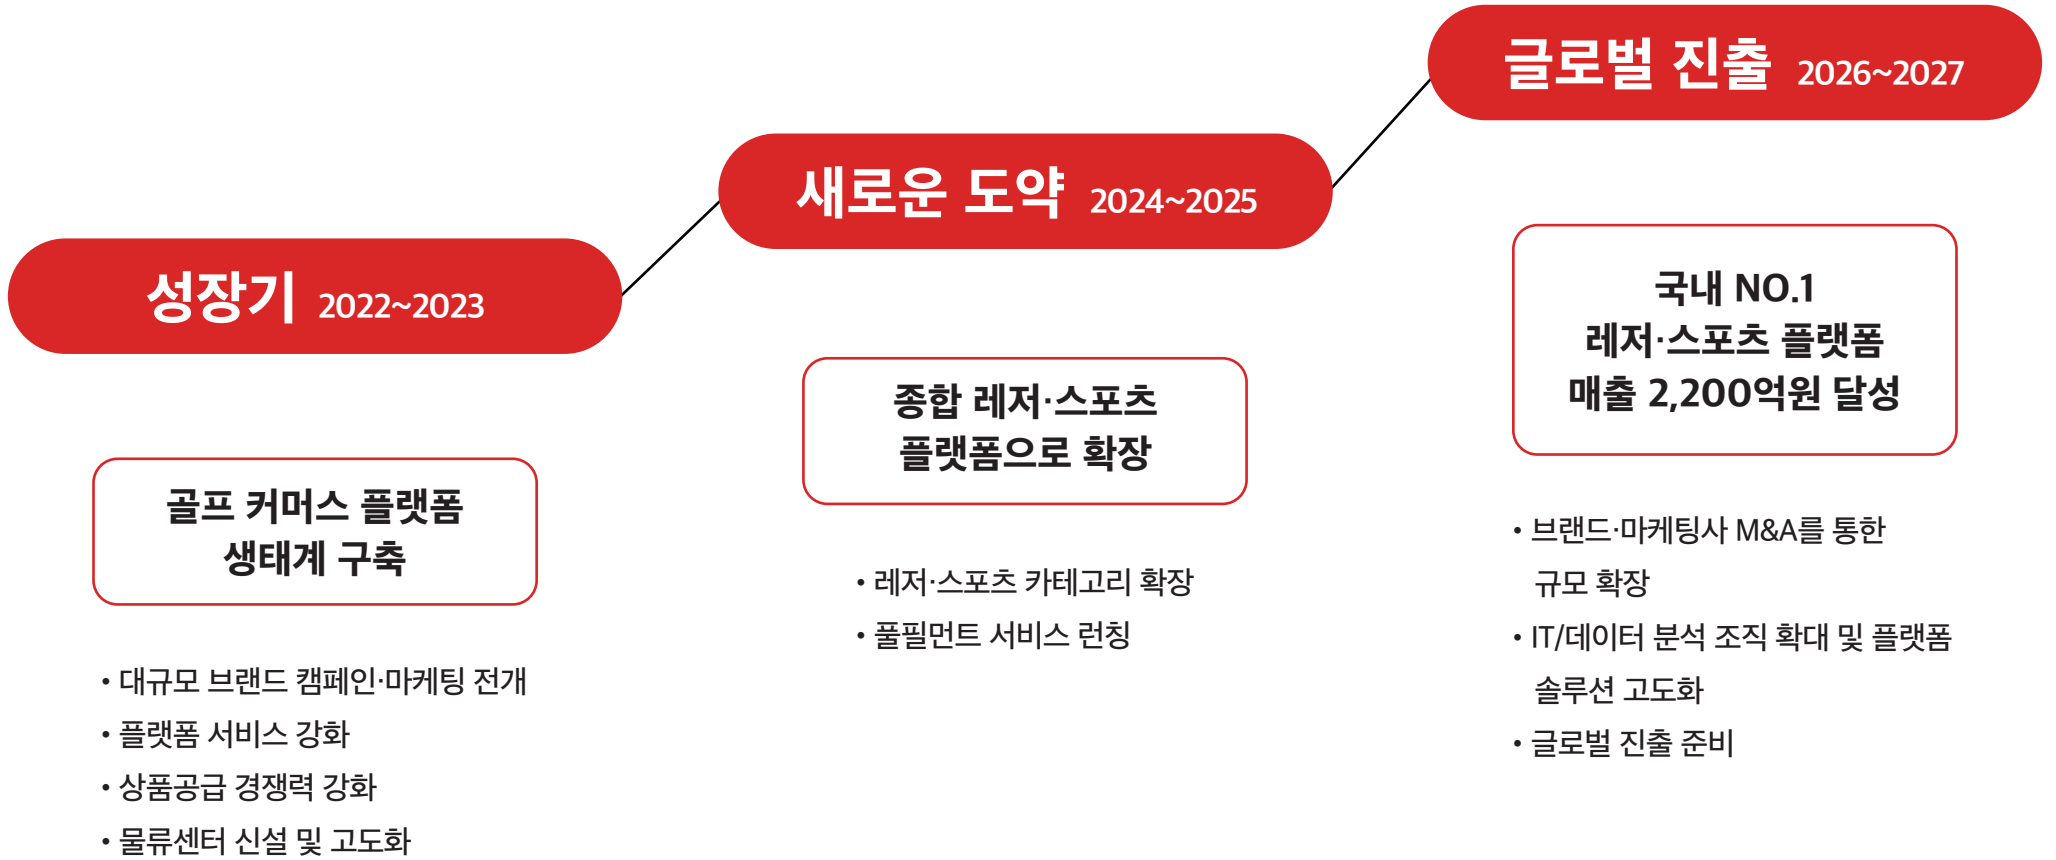 성장기 2022~2023
골프 커머스 플랫폼
생태계 구축
• 대규모 브랜드 캠페인·마케팅 전개
• 플랫폼 서비스 강화
• 상품공급 경쟁력 강화
• 물류센터 신설 및 고도화
새로운 도약 2024~2025
종합 레저·스포츠
플랫폼으로 확장
• 레저·스포츠 카테고리 확장
• 풀필먼트 서비스 런칭
글로벌 진출 2026~2027
국내 NO.1
레저·스포츠 플랫폼
매출 2,200억원 달성
• 브랜드·마케팅사 M&A를 통한
규모 확장
• IT/데이터 분석 조직 확대 및 플랫폼
솔루션 고도화
• 글로벌 진출 준비